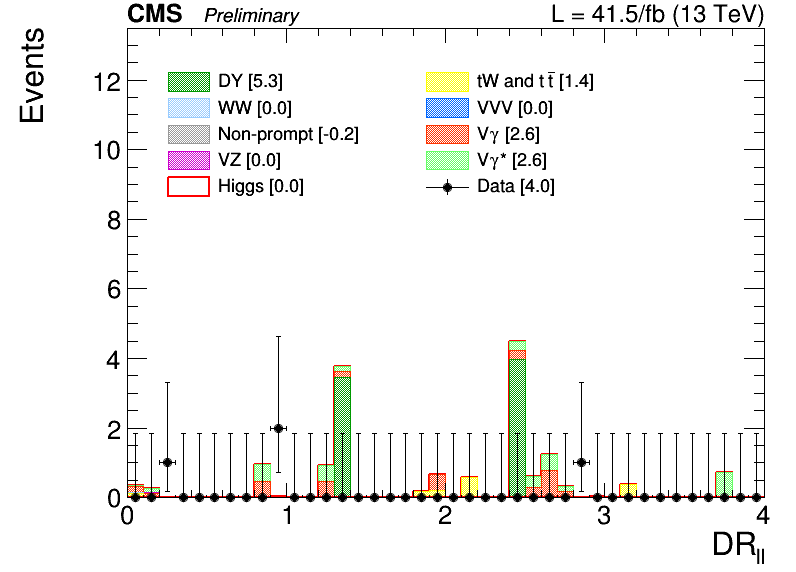 CMS Preliminary L = 41.5/fb (13 TeV)
Events
DY [5.3] tW and t t̄ [1.4]
WW [0.0] VVV [0.0]
Non-prompt [-0.2] Vγ [2.6]
VZ [0.0] Vγ* [2.6]
Higgs [0.0] Data [4.0]
12
10
8
6
4
2
0
0 1 2 3 4
DR_ll